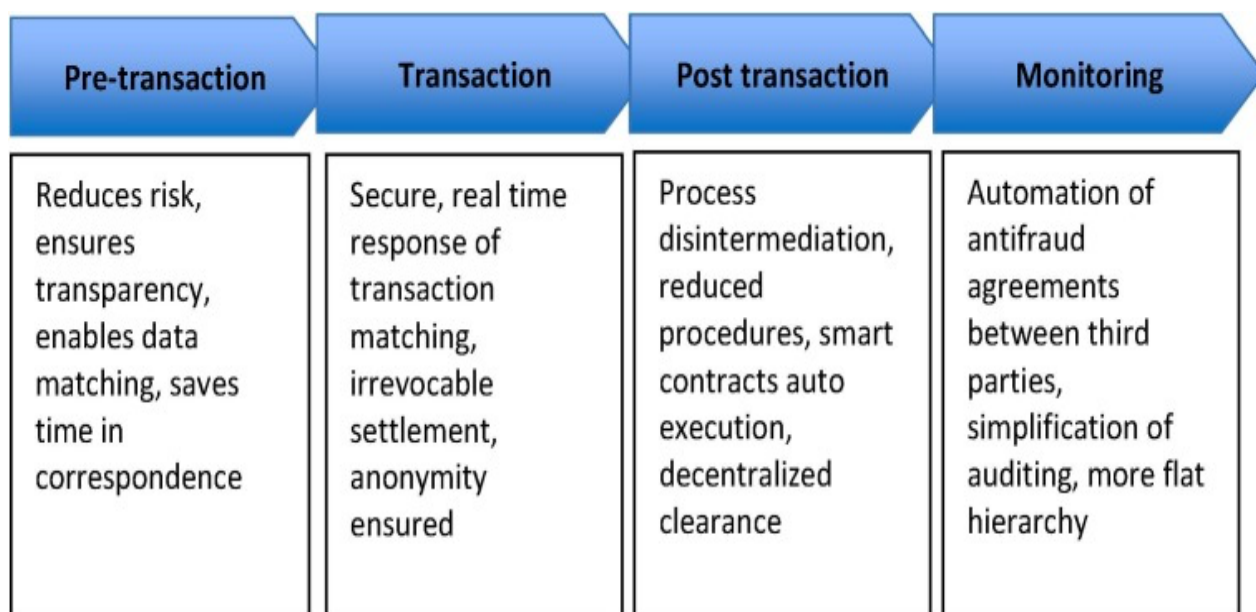 Pre-transaction
Transaction
Post transaction
Monitoring
Reduces risk,
ensures
transparency,
enables data
matching, saves
time in
correspondence
Secure, real time
response of
transaction
matching,
irrevocable
settlement,
anonymity
ensured
Process
disintermediation,
reduced
procedures, smart
contracts auto
execution,
decentralized
clearance
Automation of
antifraud
agreements
between third
parties,
simplification of
auditing, more flat
hierarchy